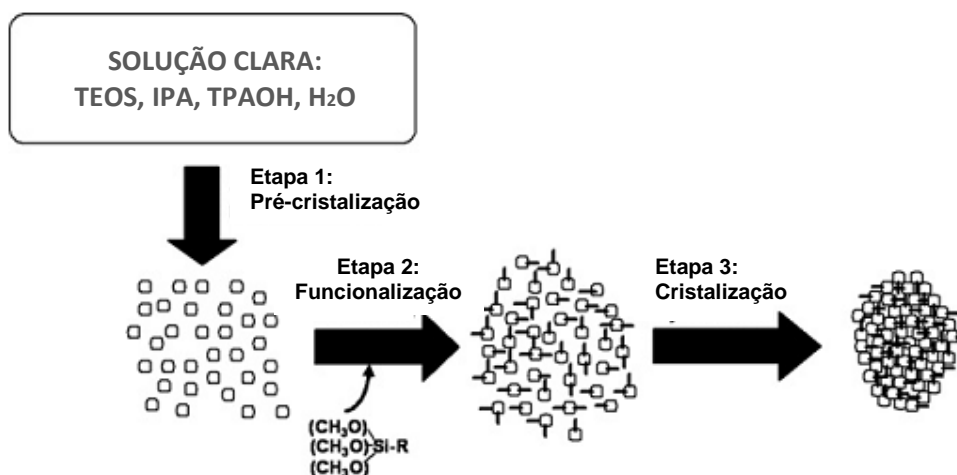 SOLUÇÃO CLARA:
TEOS, IPA, TPAOH, H₂O
Etapa 1:
Pré-cristalização
Etapa 2:
Funcionalização
Etapa 3:
Cristalização
(CH₃O)
(CH₃O)Si-R
(CH₃O)